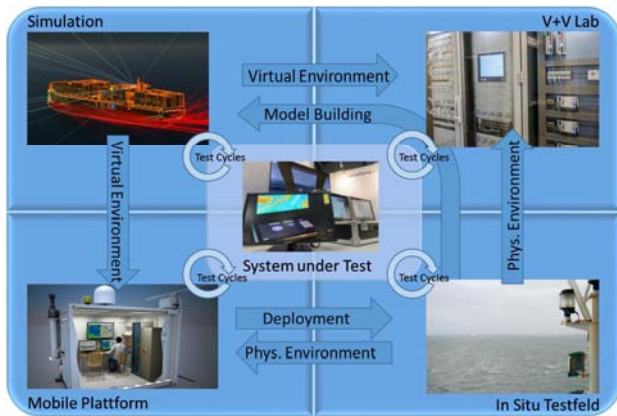 Simulation
V+V Lab
Virtual Environment
Model Building
Test Cycles
Test Cycles
Virtual Environment
Phys. Environment
System under Test
Test Cycles
Test Cycles
Deployment
Phys. Environment
Mobile Plattform
In Situ Testfeld